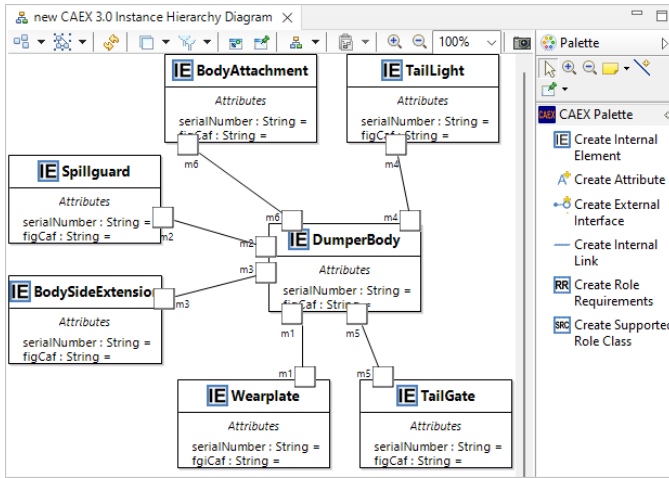 new CAEX 3.0 Instance Hierarchy Diagram
100%
Palette
CAEX Palette
IE Create Internal
Element
Create Attribute
Create External
Interface
Create Internal
Link
RR Create Role
Requirements
SRC Create Supported
Role Class
IE BodyAttachment
Attributes
serialNumber : String =
figCaf : String =
m6
IE TailLight
Attributes
serialNumber : String =
figCaf : String =
m4
IE Spillguard
Attributes
serialNumber : String =
figCaf : String =
m2
m6
m4
m2
m3
IE DumperBody
Attributes
serialNumber : String =
figCaf : String =
m1
m5
IE BodySideExtension
Attributes
serialNumber : String =
figCaf : String =
m3
m1
IE Wearplate
Attributes
serialNumber : String =
fgiCaf : String =
m5
IE TailGate
Attributes
serialNumber : String =
figCaf : String =